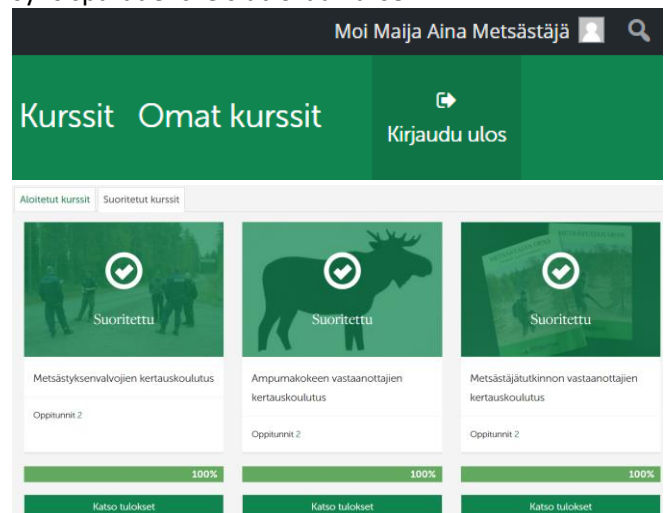 Moi Maija Aina Metsästäjä
Kurssit Omat kurssit
Kirjaudu ulos
Aloitetut kurssit Suoritetut kurssit
Suoritettu Suoritettu Suoritettu
Metsästyksenvalvojien kertauskoulutus
Oppitunnit 2
Ampumakokeen vastaanottajien
kertauskoulutus
Oppitunnit 2
Metsästäjätutkinnon vastaanottajien
kertauskoulutus
Oppitunnit 2
100% 100% 100%
Katso tulokset Katso tulokset Katso tulokset